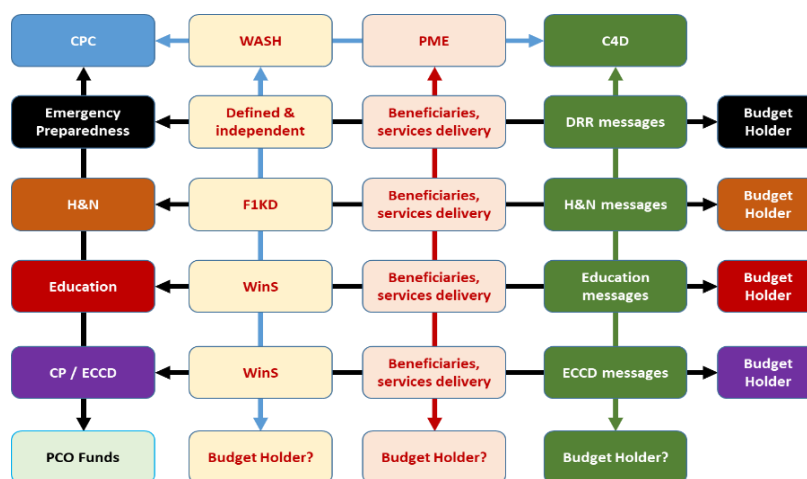 CPC
WASH
PME
C4D
Emergency
Preparedness
Defined &
independent
Beneficiaries,
services delivery
DRR messages
Budget
Holder
H&N
F1KD
Beneficiaries,
services delivery
H&N messages
Budget
Holder
Education
WinS
Beneficiaries,
services delivery
Education
messages
Budget
Holder
CP / ECCD
WinS
Beneficiaries,
services delivery
ECCD messages
Budget
Holder
PCO Funds
Budget Holder?
Budget Holder?
Budget Holder?